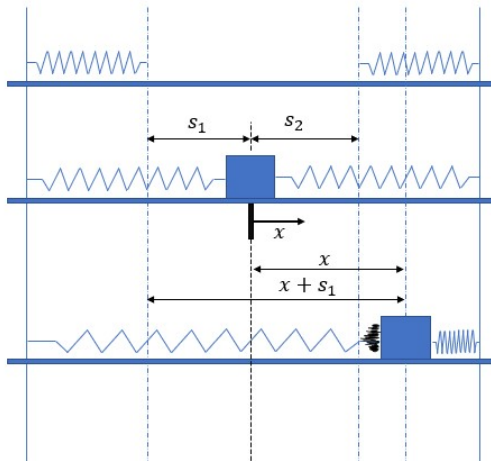 s₁ s₂
x
x
x + s₁